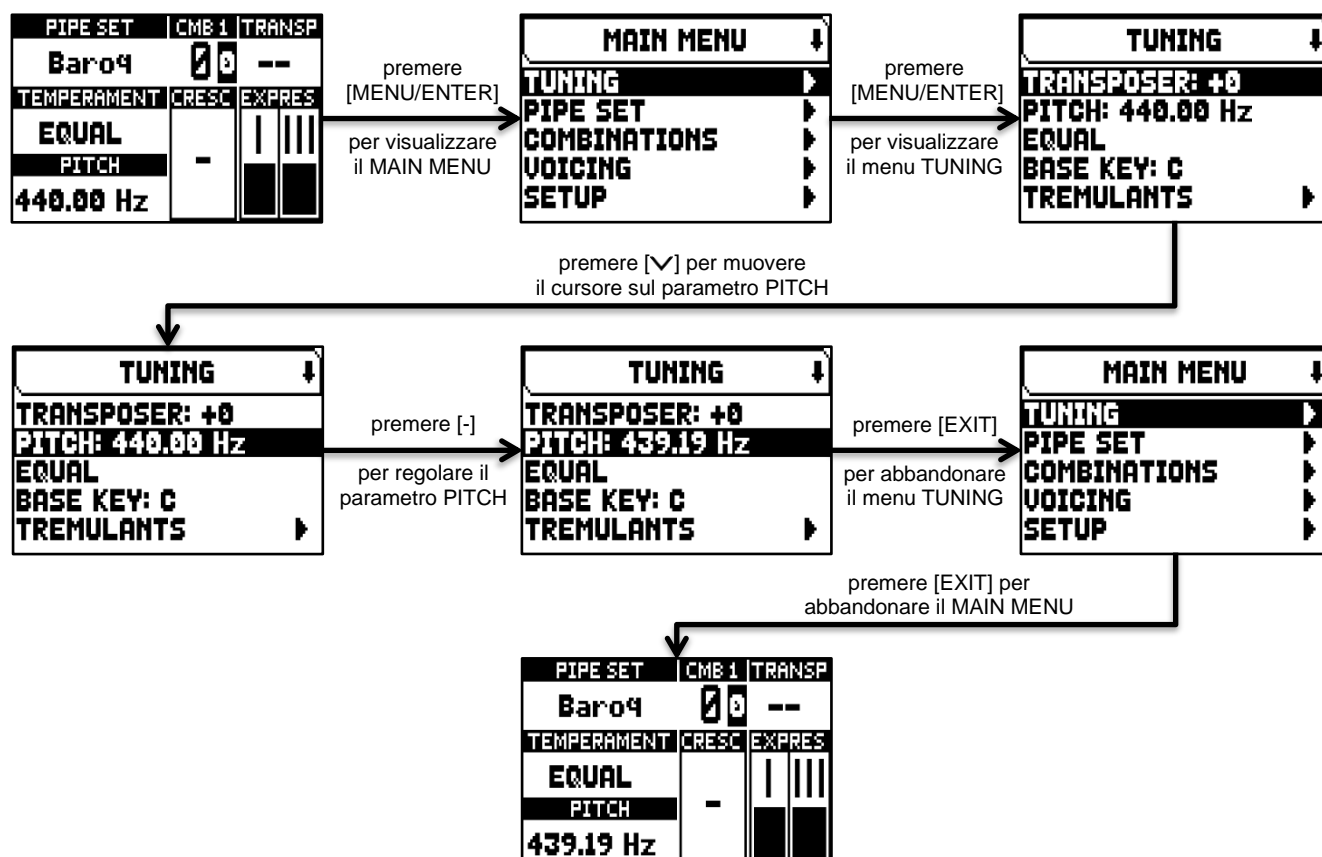 PIPE SET CMB 1 TRANSP
Baroq 00 --
TEMPERAMENT CRESC EXPRES
EQUAL - I III
PITCH
440.00 Hz
premere
[MENU/ENTER]
per visualizzare
il MAIN MENU
MAIN MENU
TUNING
PIPE SET
COMBINATIONS
VOICING
SETUP
premere
[MENU/ENTER]
per visualizzare
il menu TUNING
TUNING
TRANSPOSER: +0
PITCH: 440.00 Hz
EQUAL
BASE KEY: C
TREMULANTS
premere [∨] per muovere
il cursore sul parametro PITCH
TUNING
TRANSPOSER: +0
PITCH: 440.00 Hz
EQUAL
BASE KEY: C
TREMULANTS
premere [-]
per regolare il
parametro PITCH
TUNING
TRANSPOSER: +0
PITCH: 439.19 Hz
EQUAL
BASE KEY: C
TREMULANTS
premere [EXIT]
per abbandonare
il menu TUNING
MAIN MENU
TUNING
PIPE SET
COMBINATIONS
VOICING
SETUP
premere [EXIT] per
abbandonare il MAIN MENU
PIPE SET CMB 1 TRANSP
Baroq 00 --
TEMPERAMENT CRESC EXPRES
EQUAL - I III
PITCH
439.19 Hz